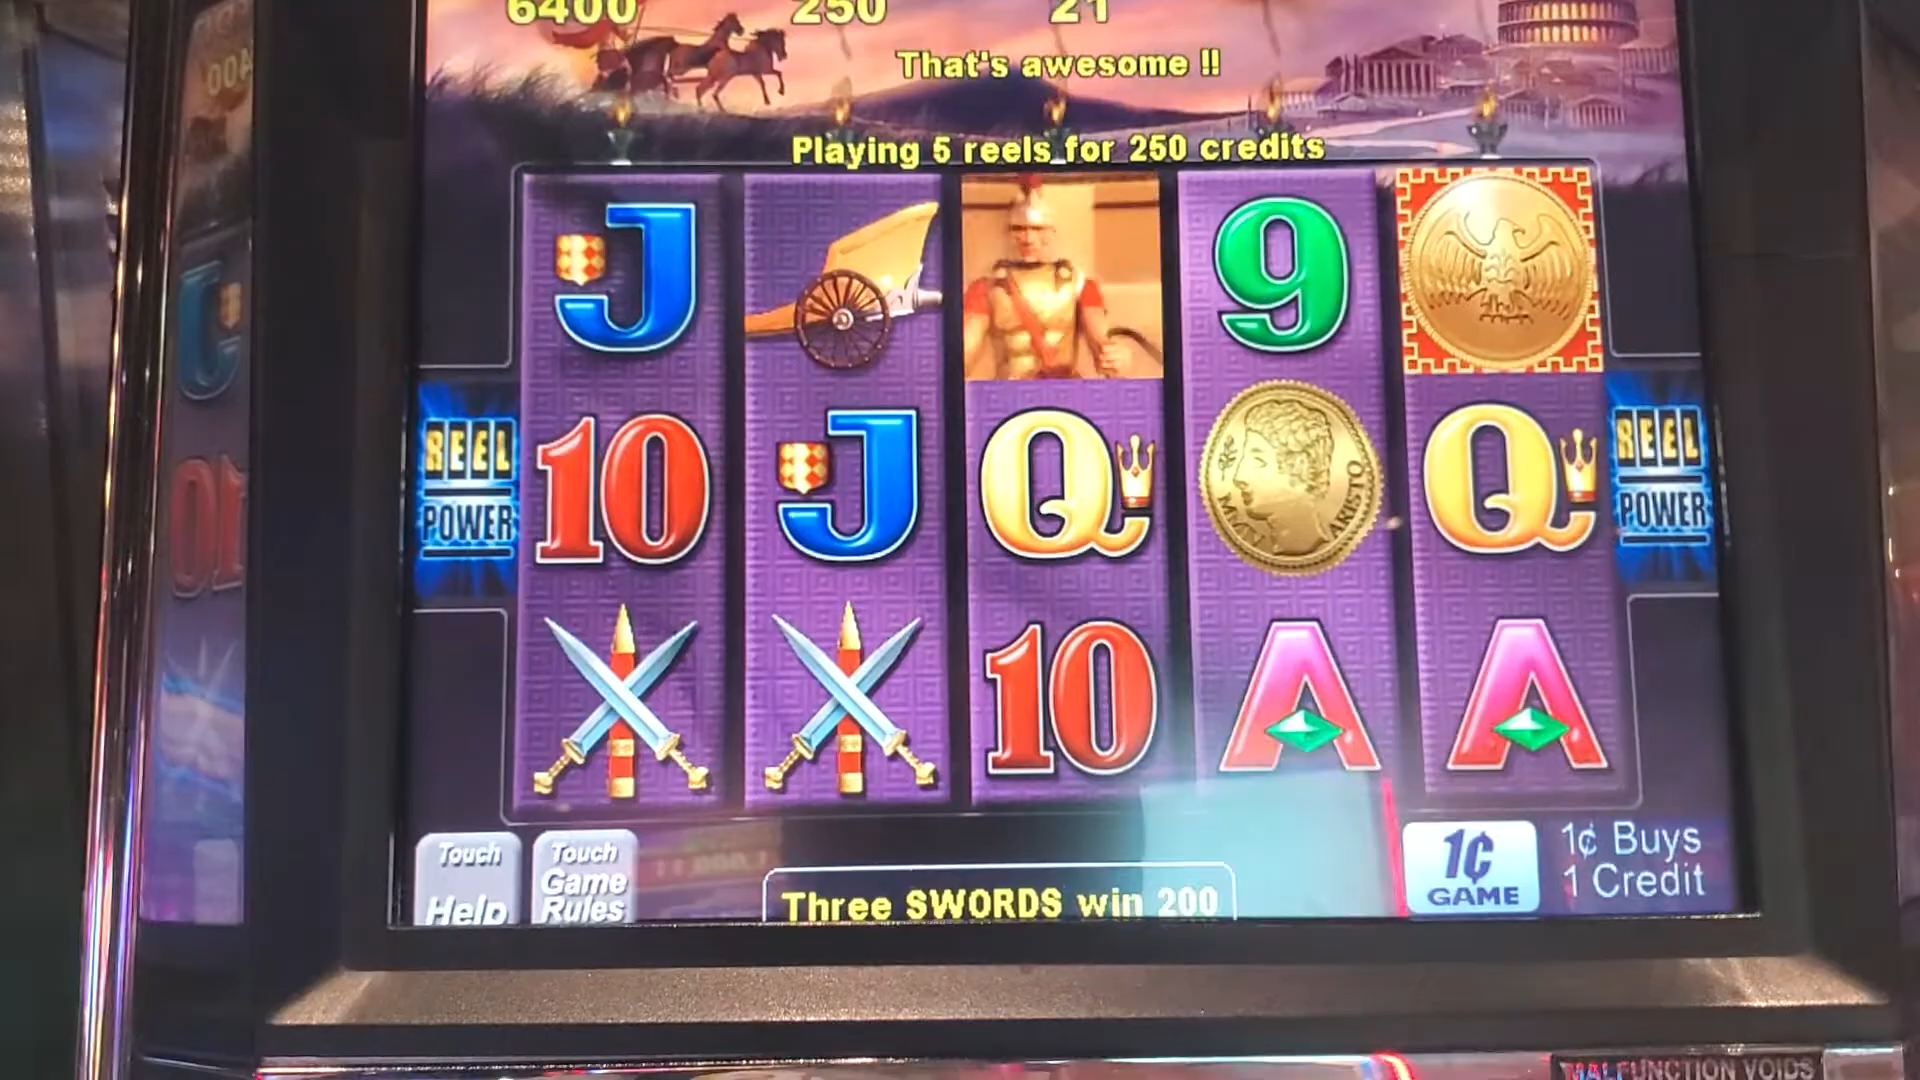 6400 250 21
That's awesome !!
Playing 5 reels for 250 credits
J 9
REEL POWER
10 J Q Q
ARISTO
REEL POWER
10 A A
Touch Help
Touch Game Rules
Three SWORDS win 200
1¢ GAME
1¢ Buys
1 Credit
MALFUNCTION VOIDS